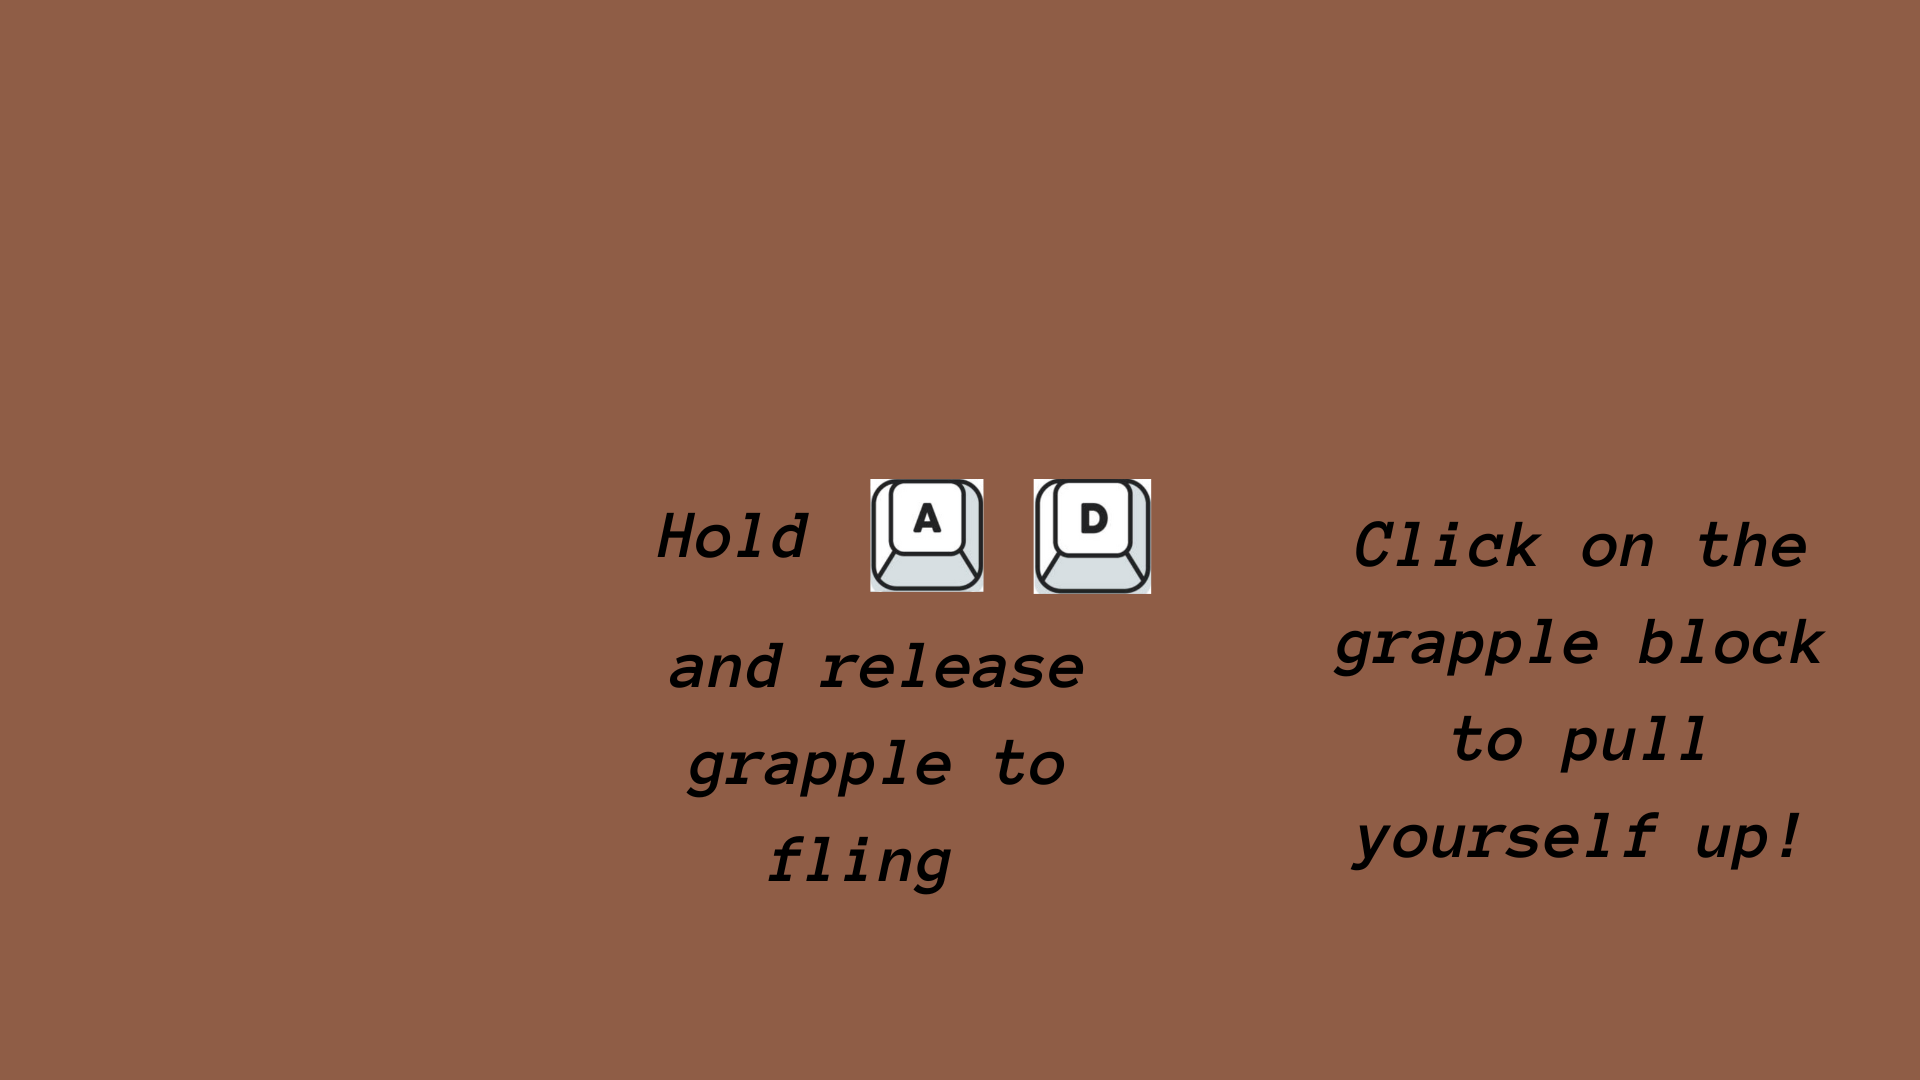 Hold A D
and release
grapple to
fling
Click on the
grapple block
to pull
yourself up!